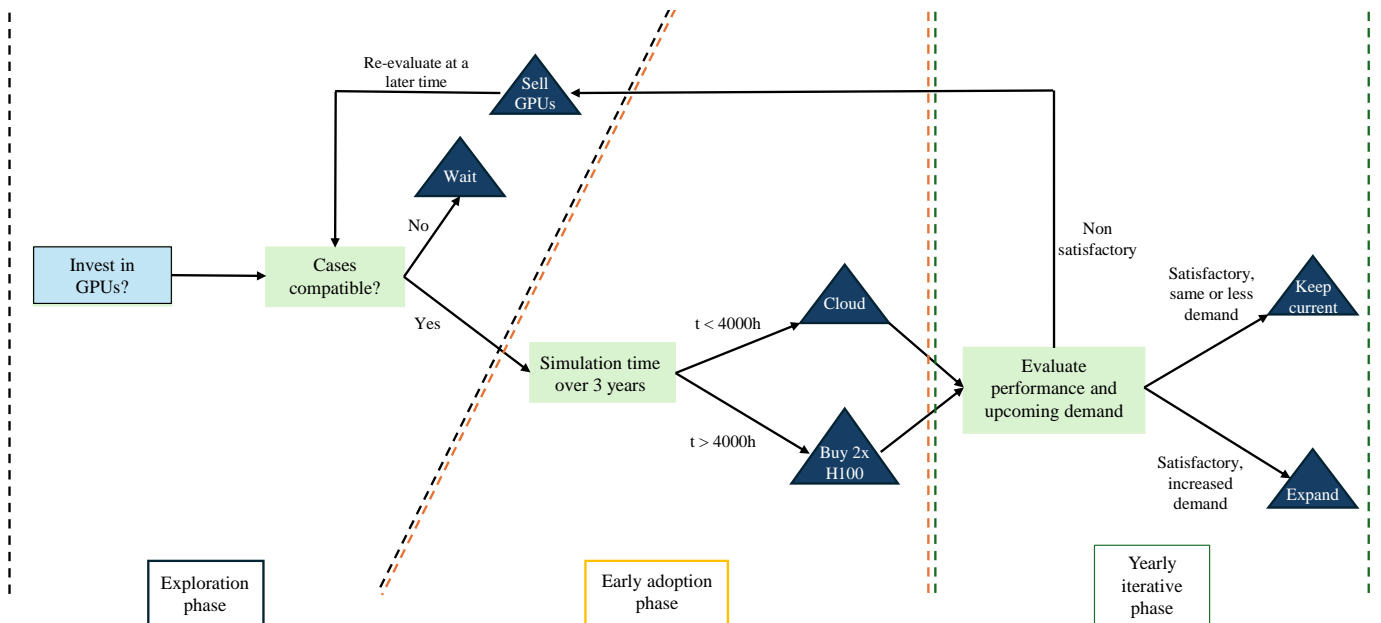 Re-evaluate at a
later time
Sell
GPUs
Wait
No
Invest in
GPUs?
Cases
compatible?
Yes
Simulation time
over 3 years
t < 4000h
Cloud
t > 4000h
Buy 2x
H100
Non
satisfactory
Evaluate
performance and
upcoming demand
Satisfactory,
same or less
demand
Keep
current
Satisfactory,
increased
demand
Expand
Exploration
phase
Early adoption
phase
Yearly
iterative
phase